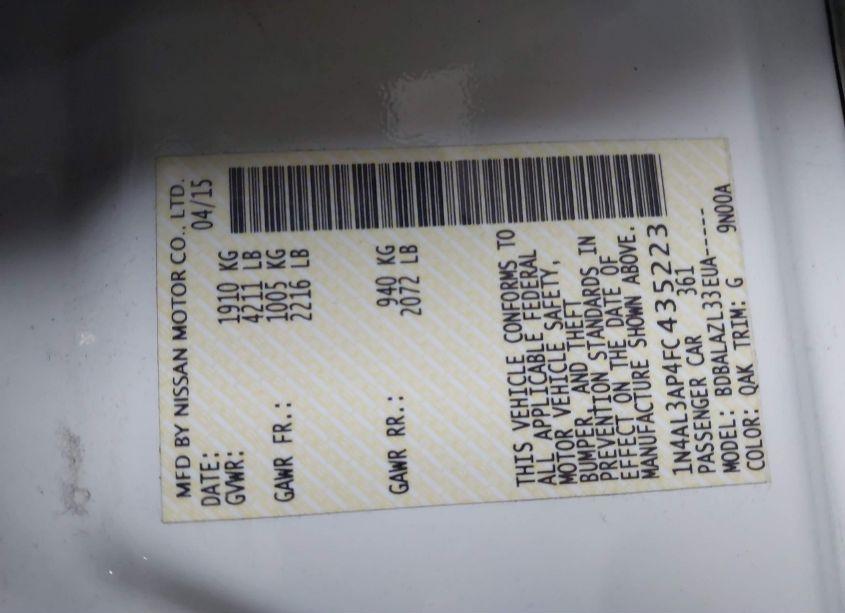 MFD BY NISSAN MOTOR CO., LTD.
DATE: 04/15
GVWR: 1910 KG
4211 LB
GAWR FR.: 1005 KG
2216 LB
GAWR RR.: 940 KG
2072 LB
THIS VEHICLE CONFORMS TO
ALL APPLICABLE FEDERAL
MOTOR VEHICLE SAFETY,
BUMPER, AND THEFT
PREVENTION STANDARDS IN
EFFECT ON THE DATE OF
MANUFACTURE SHOWN ABOVE.
1N4AL3AP4FC435223
PASSENGER CAR 361
MODEL: BDBALAZL33EUA-----
COLOR: QAK TRIM: G 9N00A